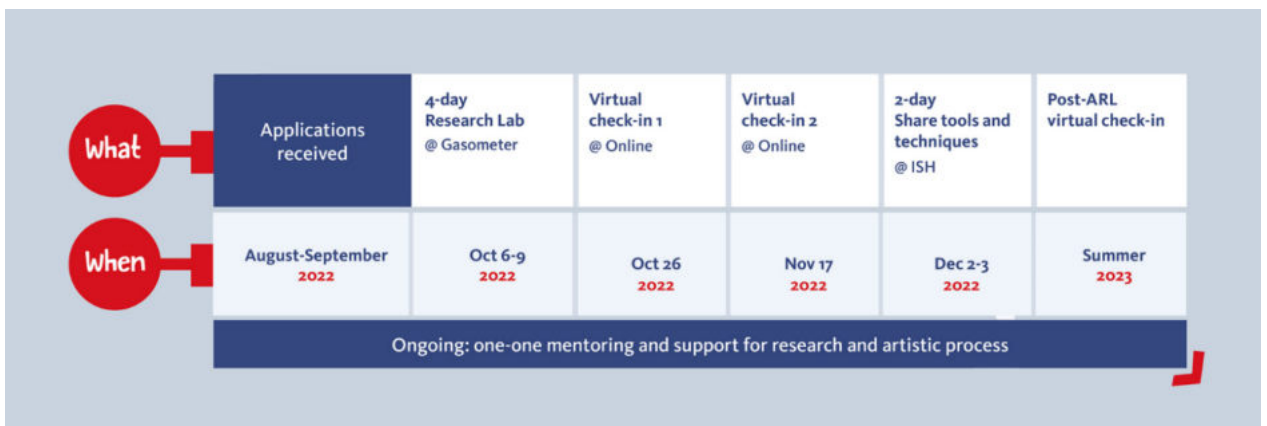 What
Applications
received
4-day
Research Lab
@ Gasometer
Virtual
check-in 1
@ Online
Virtual
check-in 2
@ Online
2-day
Share tools and
techniques
@ ISH
Post-ARL
virtual check-in
When
August-September
2022
Oct 6-9
2022
Oct 26
2022
Nov 17
2022
Dec 2-3
2022
Summer
2023
Ongoing: one-one mentoring and support for research and artistic process